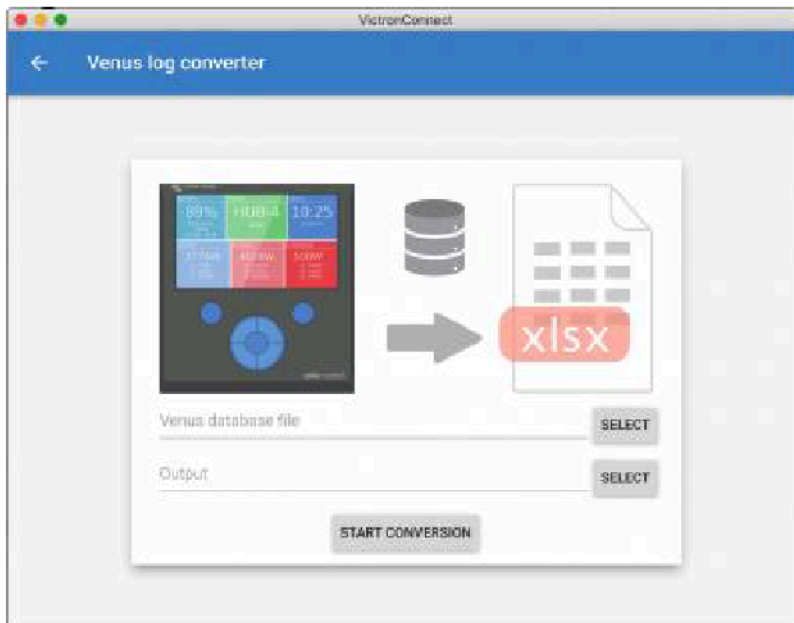 VictronConnect
Venus log converter
89% HUB-4 10:25
xlsx
Venus database file
SELECT
Output
SELECT
START CONVERSION